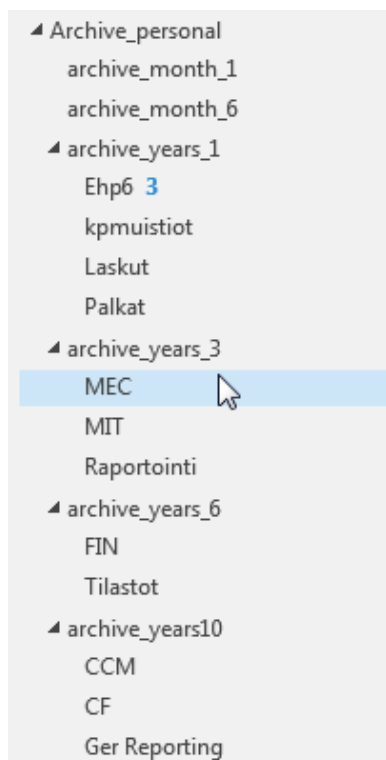 Archive_personal
archive_month_1
archive_month_6
archive_years_1
Ehp6 3
kpmuistiot
Laskut
Palkat
archive_years_3
MEC
MIT
Raportointi
archive_years_6
FIN
Tilastot
archive_years10
CCM
CF
Ger Reporting